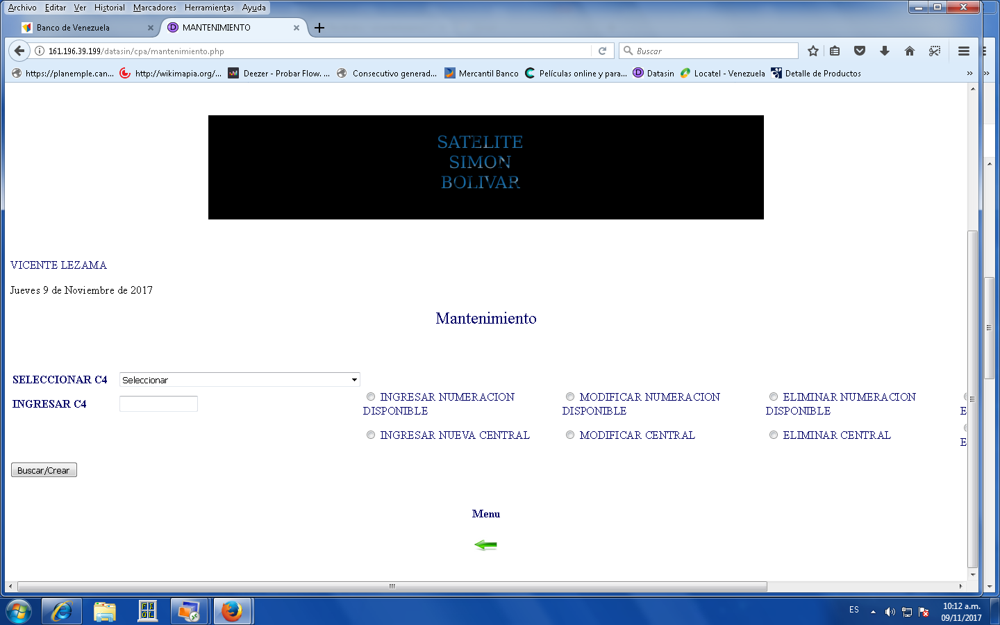 Archivo Editar Ver Historial Marcadores Herramientas Ayuda
Banco de Venezuela
MANTENIMIENTO
161.196.39.199/datasin/cpa/mantenimiento.php
Buscar
https://planemple.can...
http://wikimapia.org/...
Deezer - Probar Flow. ...
Consecutivo generad...
Mercantil Banco
Películas online y para...
Datasin
Locatel - Venezuela
Detalle de Productos
SATELITE
SIMON
BOLIVAR
VICENTE LEZAMA
Jueves 9 de Noviembre de 2017
Mantenimiento
SELECCIONAR C4
Seleccionar
INGRESAR C4
INGRESAR NUMERACION
DISPONIBLE
MODIFICAR NUMERACION
DISPONIBLE
ELIMINAR NUMERACION
DISPONIBLE
E
INGRESAR NUEVA CENTRAL
MODIFICAR CENTRAL
ELIMINAR CENTRAL
E
Buscar/Crear
Menu
ES
10:12 a.m.
09/11/2017